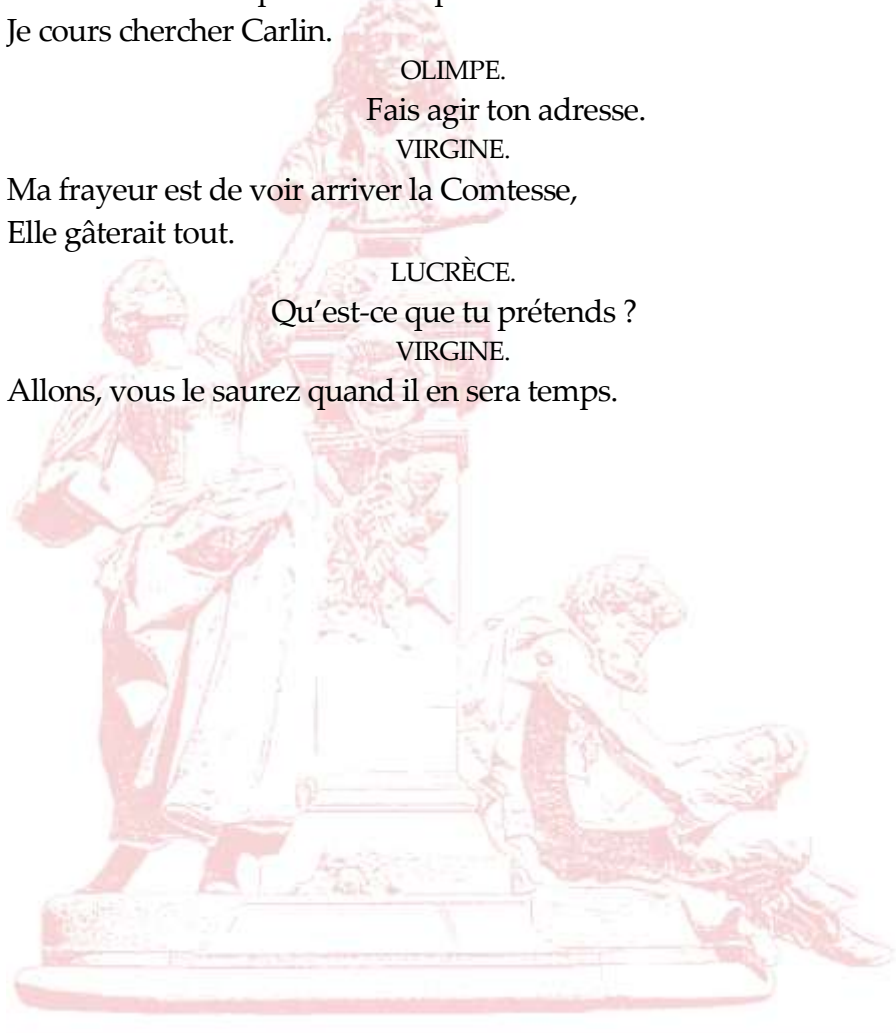 Je cours chercher Carlin.
OLIMPE.
Fais agir ton adresse.
VIRGINE.
Ma frayeur est de voir arriver la Comtesse,
Elle gâterait tout.
LUCRÈCE.
Qu’est-ce que tu prétends ?
VIRGINE.
Allons, vous le saurez quand il en sera temps.